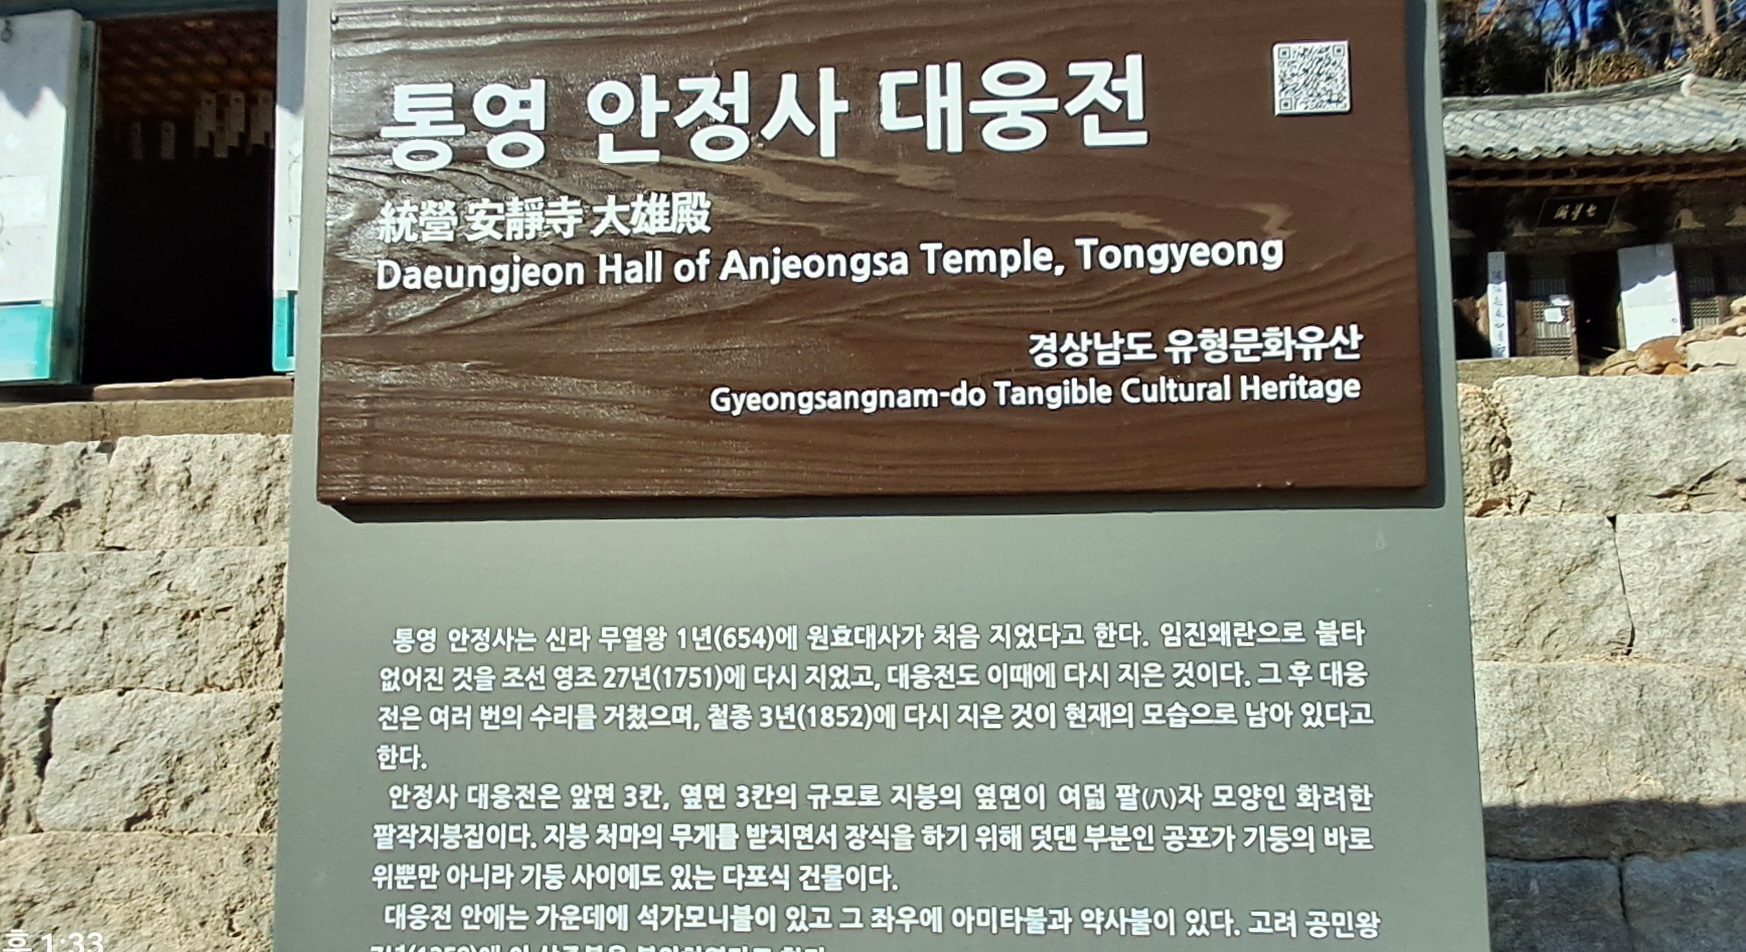 통영 안정사 대웅전
統營 安靜寺 大雄殿
Daeungjeon Hall of Anjeongsa Temple, Tongyeong
경상남도 유형문화유산
Gyeongsangnam-do Tangible Cultural Heritage
통영 안정사는 신라 무열왕 1년(654)에 원효대사가 처음 지었다고 한다. 임진왜란으로 불타
없어진 것을 조선 영조 27년(1751)에 다시 지었고, 대웅전도 이때에 다시 지은 것이다. 그 후 대웅
전은 여러 번의 수리를 거쳤으며, 철종 3년(1852)에 다시 지은 것이 현재의 모습으로 남아 있다고
한다.
안정사 대웅전은 앞면 3칸, 옆면 3칸의 규모로 지붕의 옆면이 여덟 팔(八)자 모양인 화려한
팔작지붕집이다. 지붕 처마의 무게를 받치면서 장식을 하기 위해 덧댄 부분인 공포가 기둥의 바로
위뿐만 아니라 기둥 사이에도 있는 다포식 건물이다.
대웅전 안에는 가운데에 석가모니불이 있고 그 좌우에 아미타불과 약사불이 있다. 고려 공민왕
후 1:33